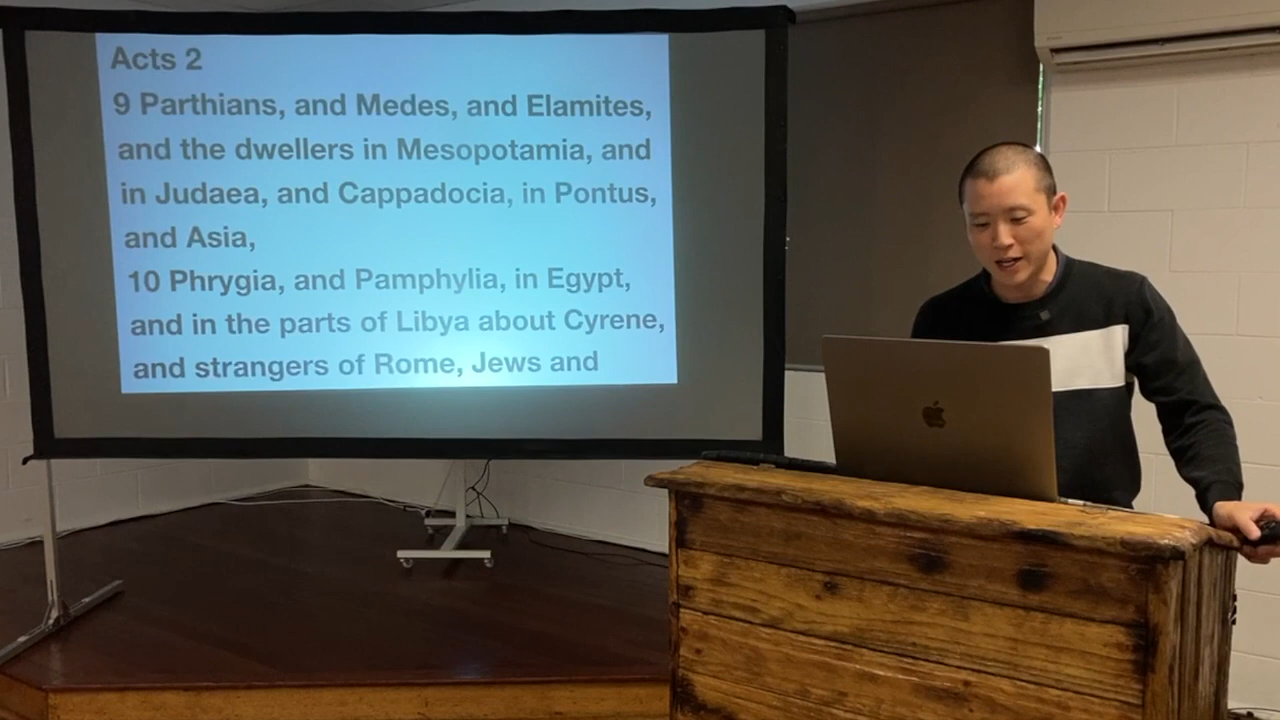 Acts 2
9 Parthians, and Medes, and Elamites,
and the dwellers in Mesopotamia, and
in Judaea, and Cappadocia, in Pontus,
and Asia,
10 Phrygia, and Pamphylia, in Egypt,
and in the parts of Libya about Cyrene,
and strangers of Rome, Jews and